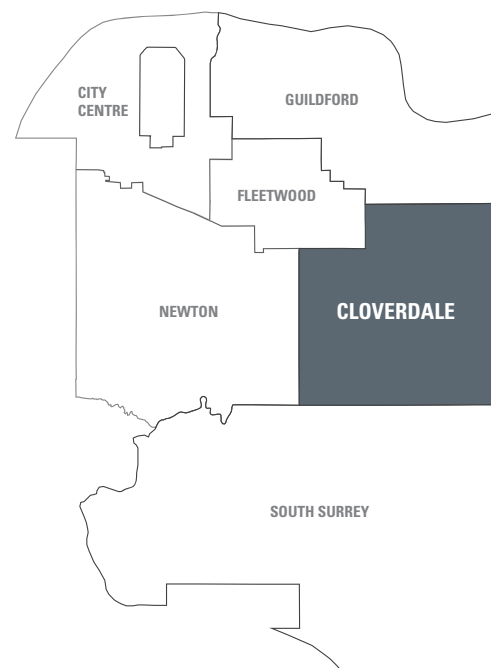 CITY
CENTRE
GUILDFORD
FLEETWOOD
NEWTON
CLOVERDALE
SOUTH SURREY